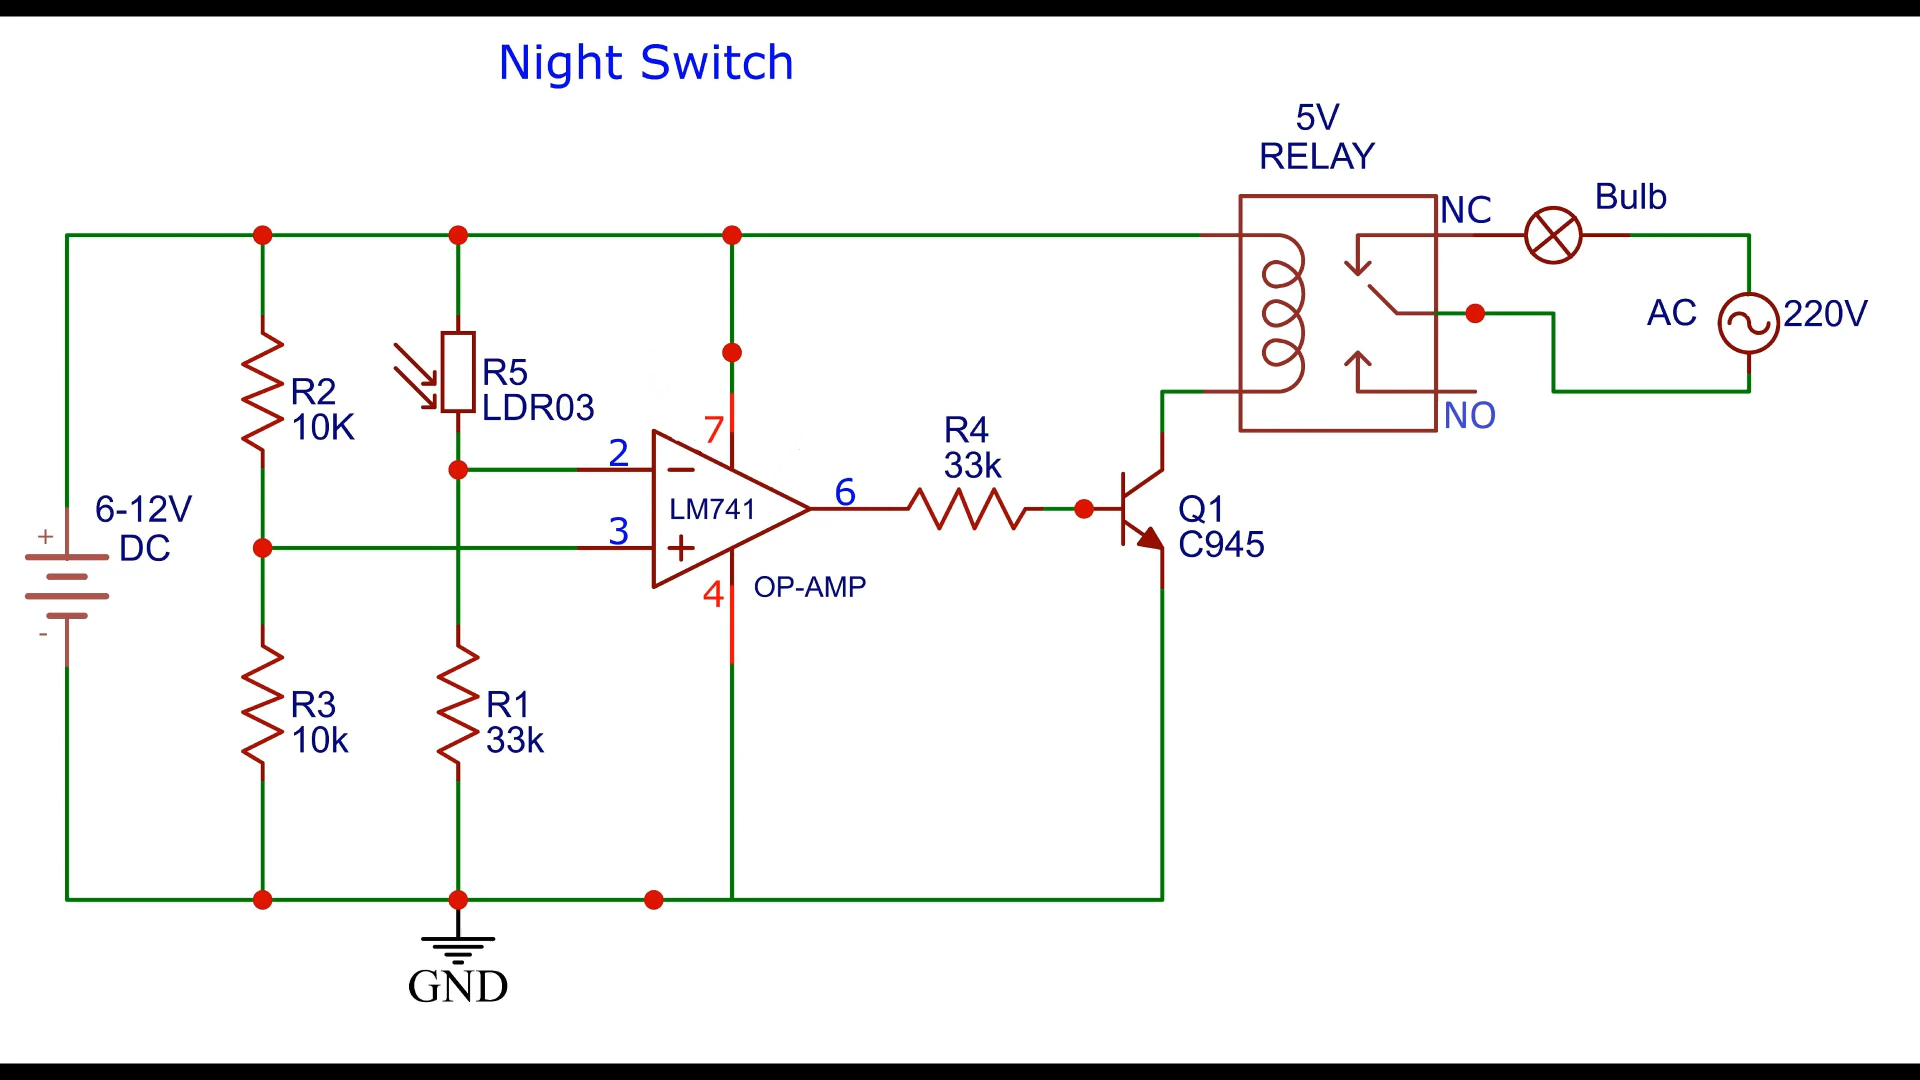 Night Switch
5V
RELAY
NC
Bulb
AC
220V
NO
R2
10K
R5
LDR03
7
2
LM741
3
4
OP-AMP
6
R4
33k
Q1
C945
6-12V
DC
+
-
R3
10k
R1
33k
GND